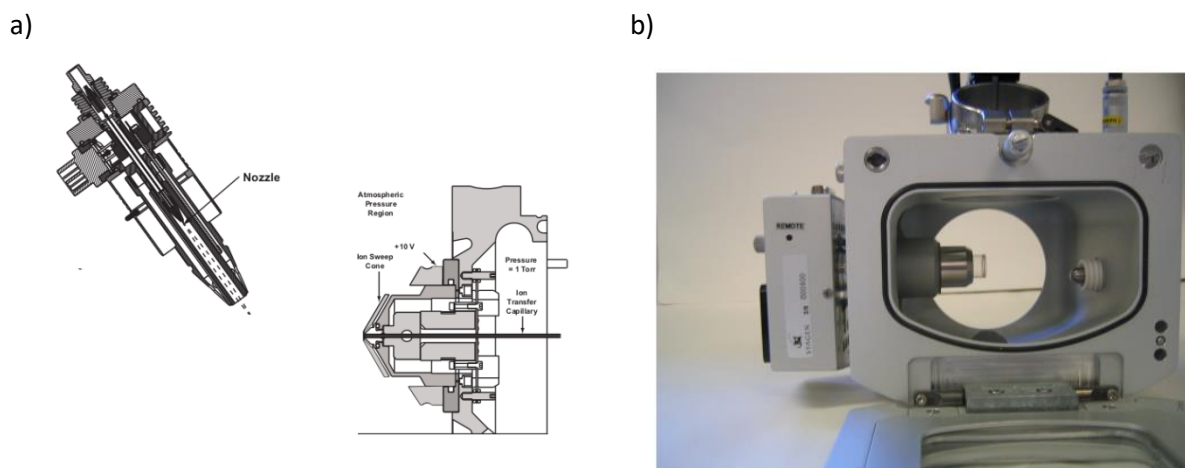 a)
b)
Nozzle
Atmospheric
Pressure
Region
+10 V
Ion Sweep
Cone
Pressure
= 1 Torr
Ion
Transfer
Capillary
REMOTE